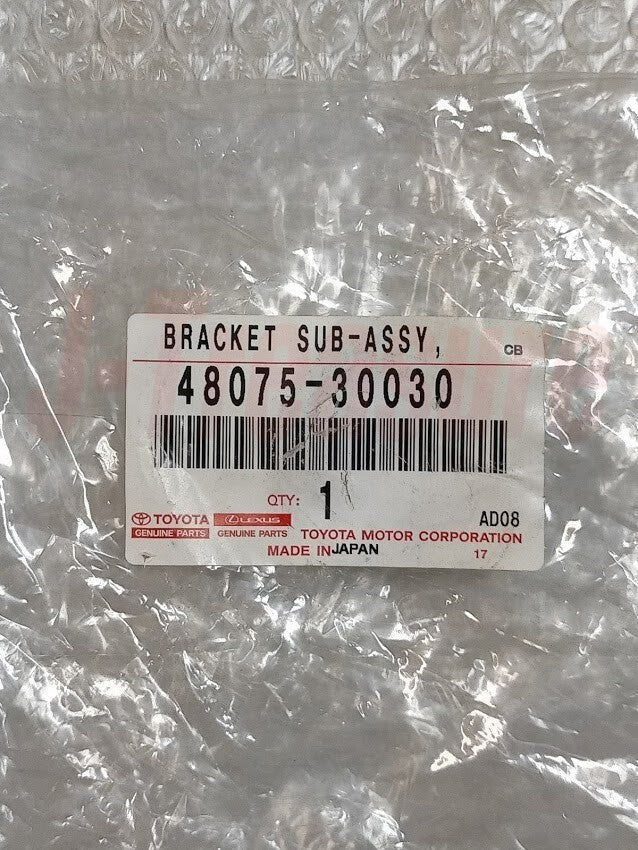 BRACKET SUB-ASSY, CB
48075-30030
QTY: 1 AD08
TOYOTA LEXUS
GENUINE PARTS GENUINE PARTS TOYOTA MOTOR CORPORATION
MADE IN JAPAN 17